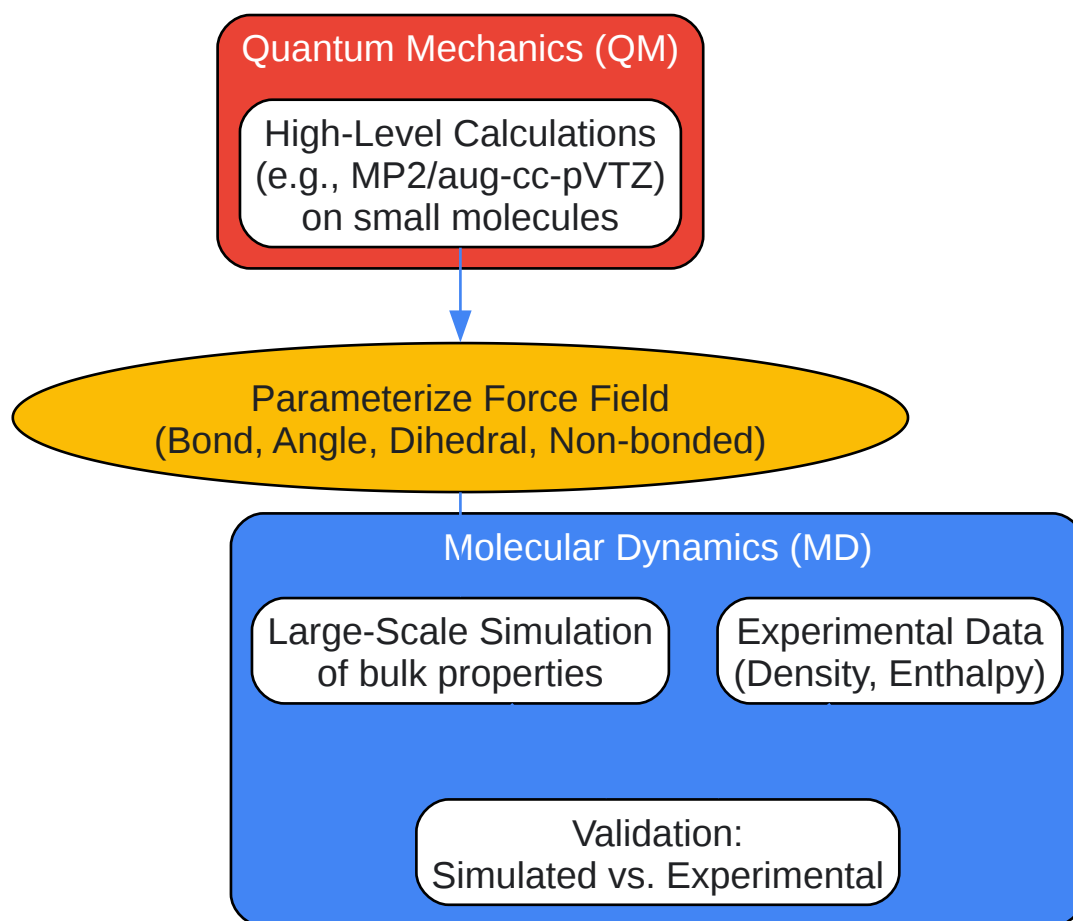 Quantum Mechanics (QM)
High-Level Calculations
(e.g., MP2/aug-cc-pVTZ)
on small molecules
Parameterize Force Field
(Bond, Angle, Dihedral, Non-bonded)
Molecular Dynamics (MD)
Large-Scale Simulation
of bulk properties
Experimental Data
(Density, Enthalpy)
Validation:
Simulated vs. Experimental